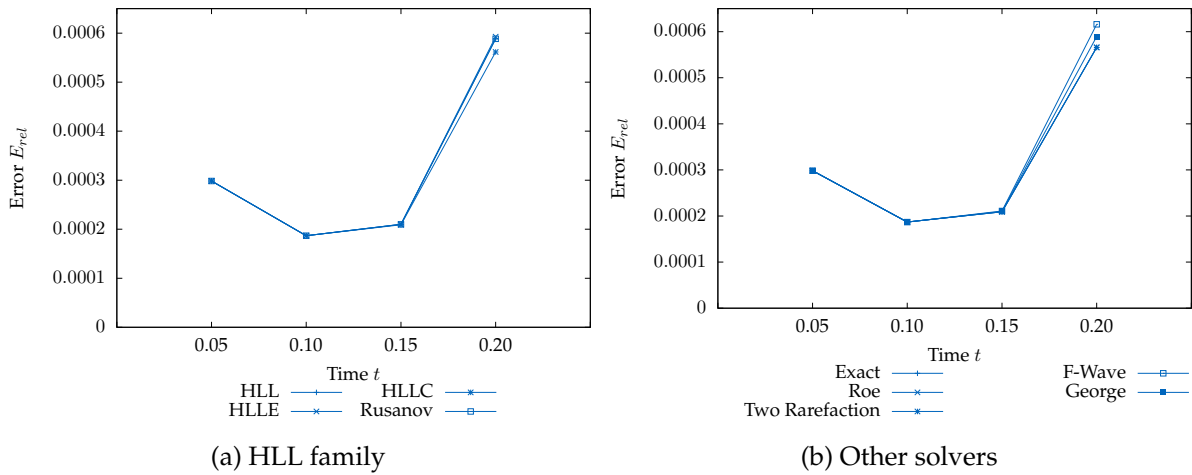 0.0006
0.0005
0.0004
0.0003
0.0002
0.0001
0
Error E_rel
0.05 0.10 0.15 0.20
Time t
HLL HLLC
HLLE Rusanov
(a) HLL family
0.0006
0.0005
0.0004
0.0003
0.0002
0.0001
0
Error E_rel
0.05 0.10 0.15 0.20
Time t
Exact F-Wave
Roe George
Two Rarefaction
(b) Other solvers